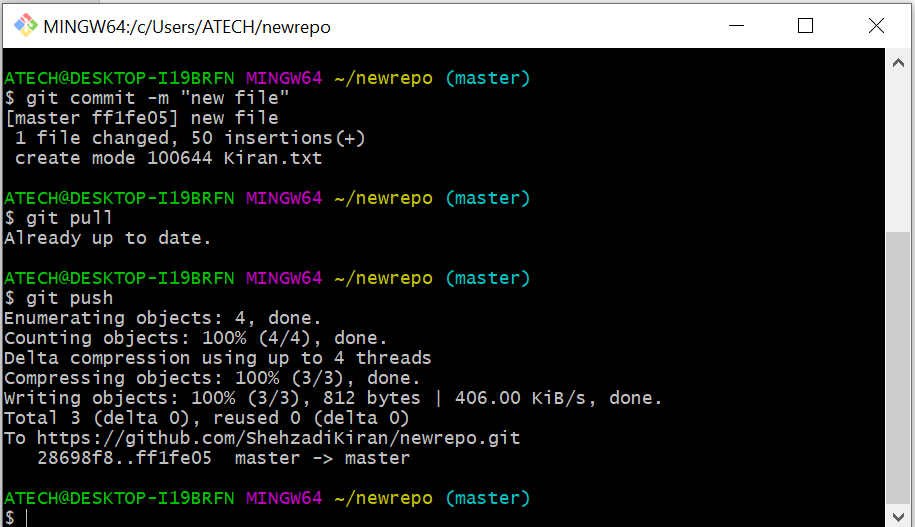 MINGW64:/c/Users/ATECH/newrepo
ATECH@DESKTOP-I19BRFN MINGW64 ~/newrepo (master)
$ git commit -m "new file"
[master ff1fe05] new file
 1 file changed, 50 insertions(+)
 create mode 100644 Kiran.txt
ATECH@DESKTOP-I19BRFN MINGW64 ~/newrepo (master)
$ git pull
Already up to date.
ATECH@DESKTOP-I19BRFN MINGW64 ~/newrepo (master)
$ git push
Enumerating objects: 4, done.
Counting objects: 100% (4/4), done.
Delta compression using up to 4 threads
Compressing objects: 100% (3/3), done.
Writing objects: 100% (3/3), 812 bytes | 406.00 KiB/s, done.
Total 3 (delta 0), reused 0 (delta 0)
To https://github.com/ShehzadiKiran/newrepo.git
   28698f8..ff1fe05  master -> master
ATECH@DESKTOP-I19BRFN MINGW64 ~/newrepo (master)
$